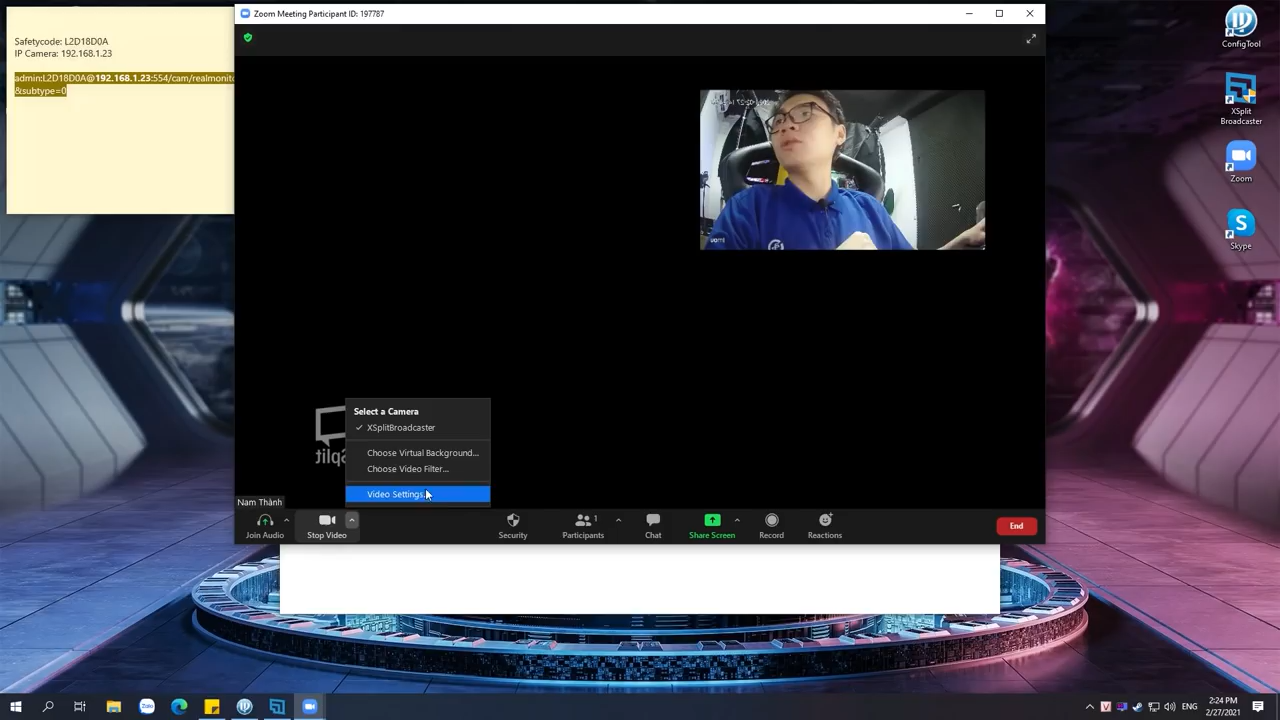 Safetycode: L2D18D0A
IP Camera: 192.168.1.23
admin:L2D18D0A@192.168.1.23:554/cam/realmonito
&subtype=0
Zoom Meeting Participant ID: 197787
Select a Camera
✓ XSplitBroadcaster
Choose Virtual Background...
Choose Video Filter...
Video Settings...
Nam Thành
Join Audio
Stop Video
Security
Participants
1
Chat
Share Screen
Record
Reactions
End
ConfigTool
XSplit
Broadcaster
Zoom
Skype
Zalo
ENG
2:24 PM
2/27/2021